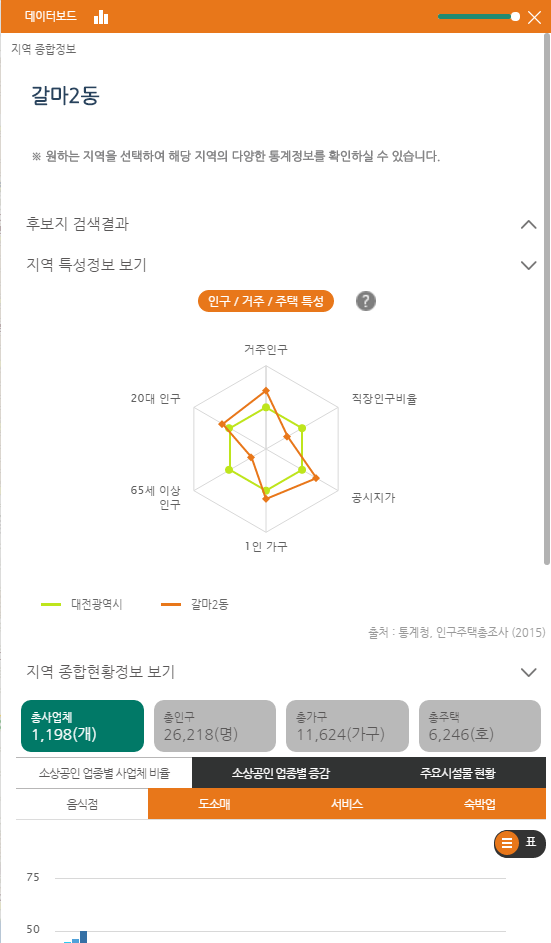 데이터보드
지역 종합정보
갈마2동
※ 원하는 지역을 선택하여 해당 지역의 다양한 통계정보를 확인하실 수 있습니다.
후보지 검색결과
지역 특성정보 보기
인구 / 거주 / 주택 특성 ?
거주인구
20대 인구
직장인구비율
65세 이상
인구
공시지가
1인 가구
대전광역시 갈마2동
출처 : 통계청, 인구주택총조사 (2015)
지역 종합현황정보 보기
총사업체 총인구 총가구 총주택
1,198(개) 26,218(명) 11,624(가구) 6,246(호)
소상공인 업종별 사업체 비율 소상공인 업종별 증감 주요시설물 현황
음식점 도소매 서비스 숙박업
표
75
50